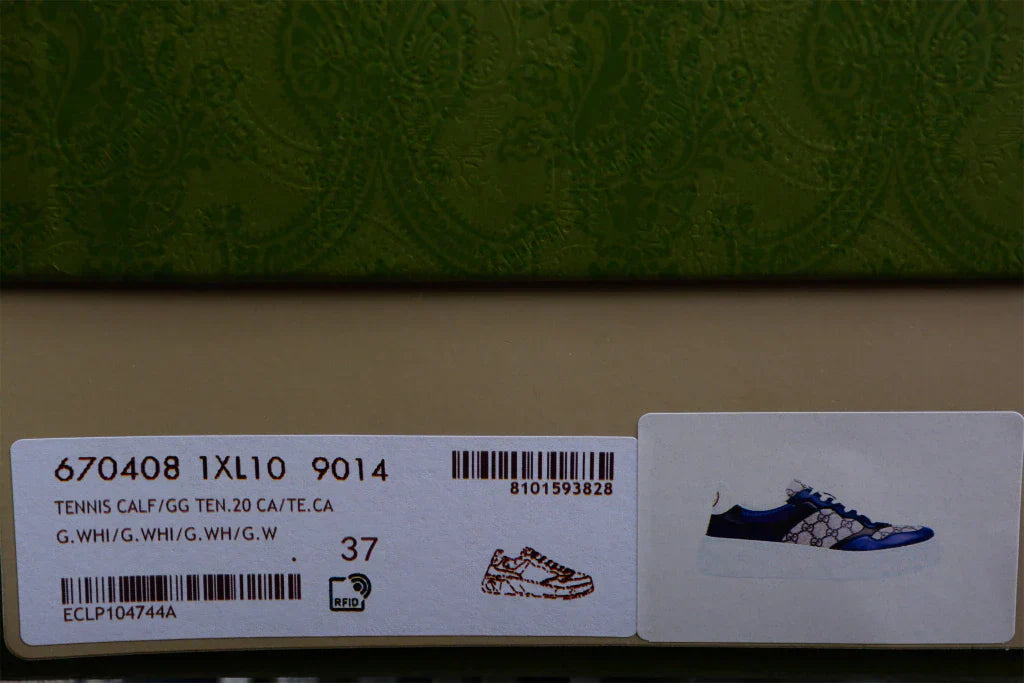 670408 1XL10 9014
8101593828
TENNIS CALF/GG TEN.20 CA/TE.CA
G.WHI/G.WHI/G.WH/G.W
. 37
RFID
ECLP104744A